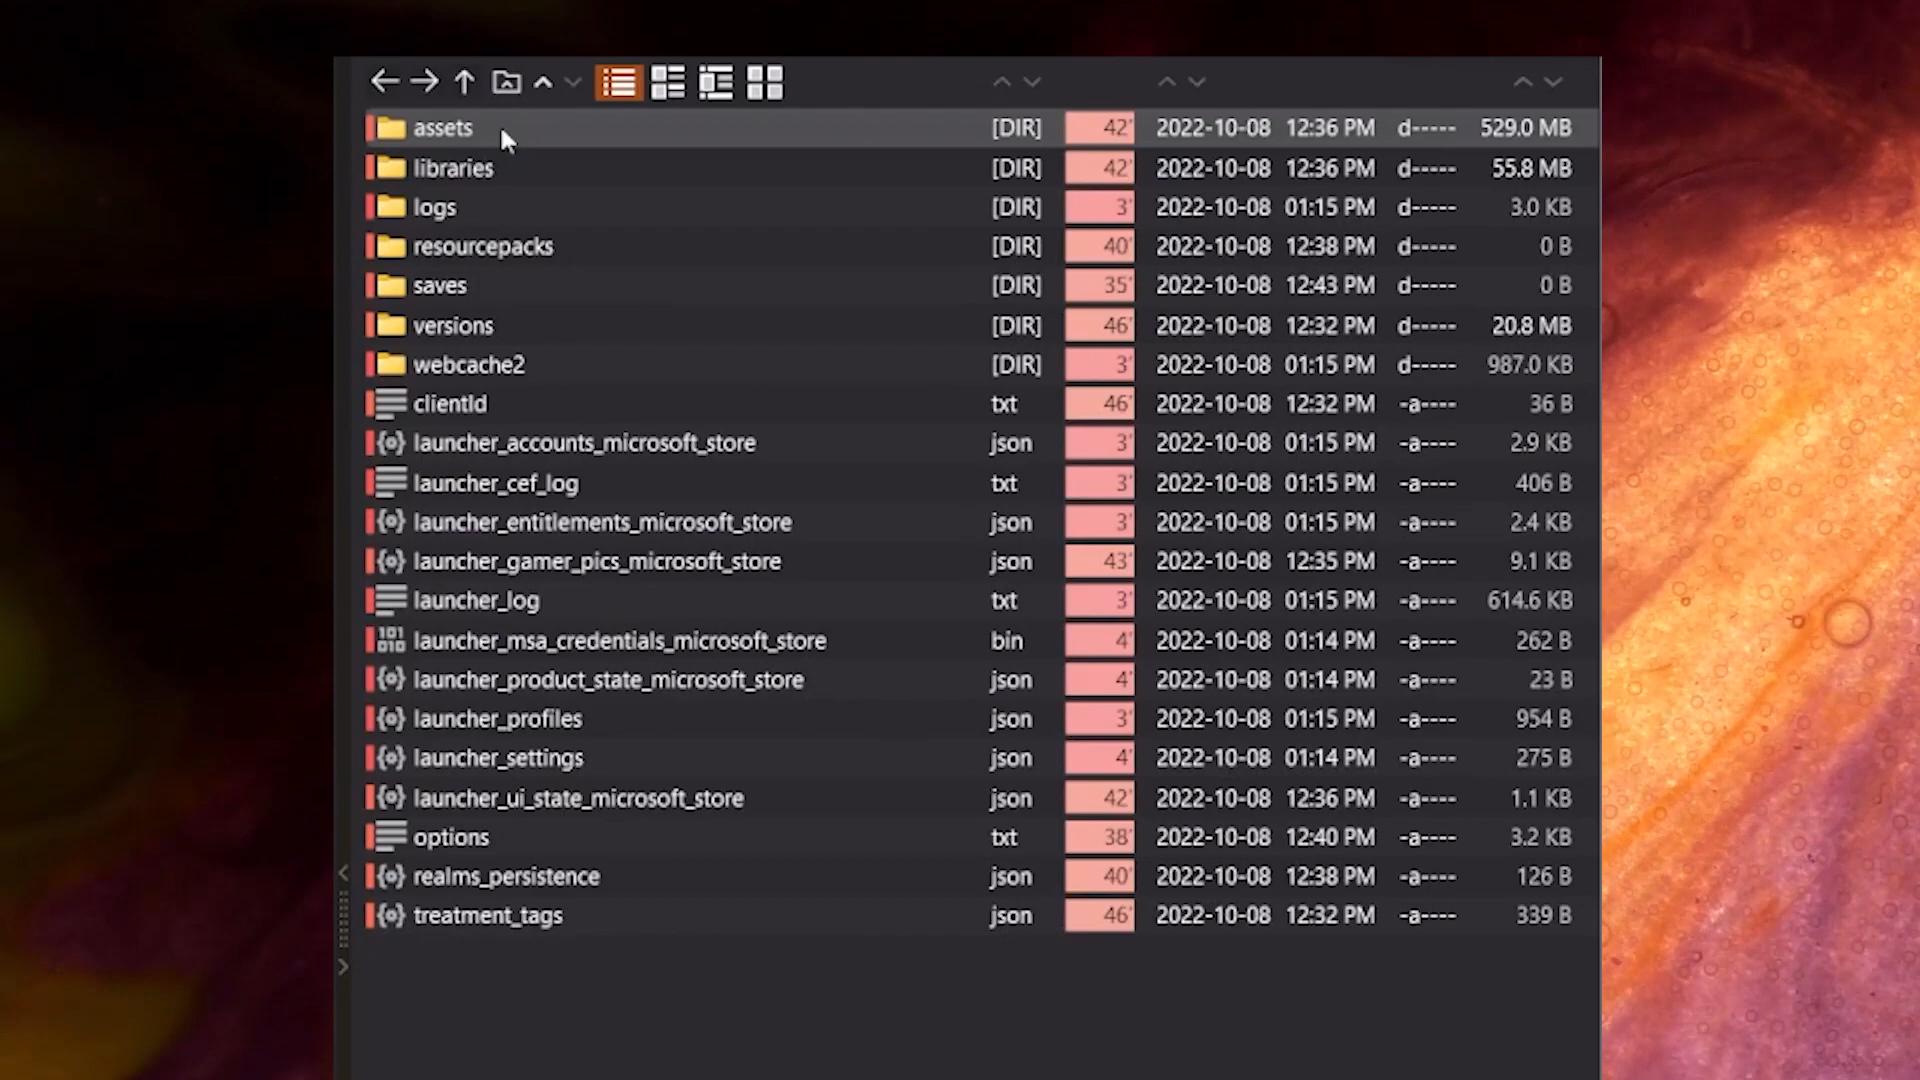 assets [DIR] 42' 2022-10-08 12:36 PM d----- 529.0 MB
libraries [DIR] 42' 2022-10-08 12:36 PM d----- 55.8 MB
logs [DIR] 3' 2022-10-08 01:15 PM d----- 3.0 KB
resourcepacks [DIR] 40' 2022-10-08 12:38 PM d----- 0 B
saves [DIR] 35' 2022-10-08 12:43 PM d----- 0 B
versions [DIR] 46' 2022-10-08 12:32 PM d----- 20.8 MB
webcache2 [DIR] 3' 2022-10-08 01:15 PM d----- 987.0 KB
clientId txt 46' 2022-10-08 12:32 PM -a---- 36 B
launcher_accounts_microsoft_store json 3' 2022-10-08 01:15 PM -a---- 2.9 KB
launcher_cef_log txt 3' 2022-10-08 01:15 PM -a---- 406 B
launcher_entitlements_microsoft_store json 3' 2022-10-08 01:15 PM -a---- 2.4 KB
launcher_gamer_pics_microsoft_store json 43' 2022-10-08 12:35 PM -a---- 9.1 KB
launcher_log txt 3' 2022-10-08 01:15 PM -a---- 614.6 KB
launcher_msa_credentials_microsoft_store bin 4' 2022-10-08 01:14 PM -a---- 262 B
launcher_product_state_microsoft_store json 4' 2022-10-08 01:14 PM -a---- 23 B
launcher_profiles json 3' 2022-10-08 01:15 PM -a---- 954 B
launcher_settings json 4' 2022-10-08 01:14 PM -a---- 275 B
launcher_ui_state_microsoft_store json 42' 2022-10-08 12:36 PM -a---- 1.1 KB
options txt 38' 2022-10-08 12:40 PM -a---- 3.2 KB
realms_persistence json 40' 2022-10-08 12:38 PM -a---- 126 B
treatment_tags json 46' 2022-10-08 12:32 PM -a---- 339 B